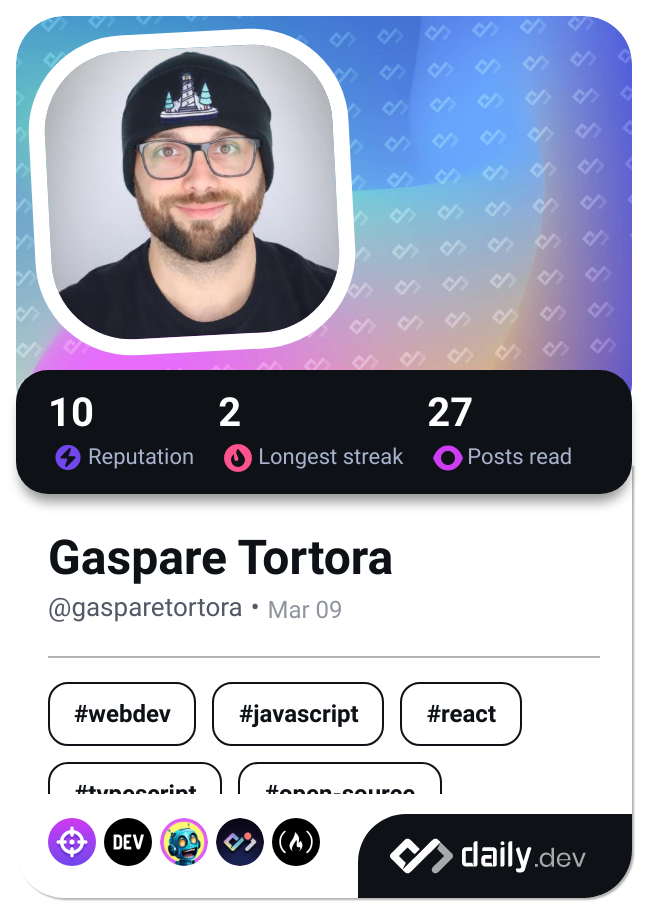 10 2 27
Reputation Longest streak Posts read
Gaspare Tortora
@gasparetortora • Mar 09
#webdev #javascript #react
#typescript #open-source
DEV
daily.dev